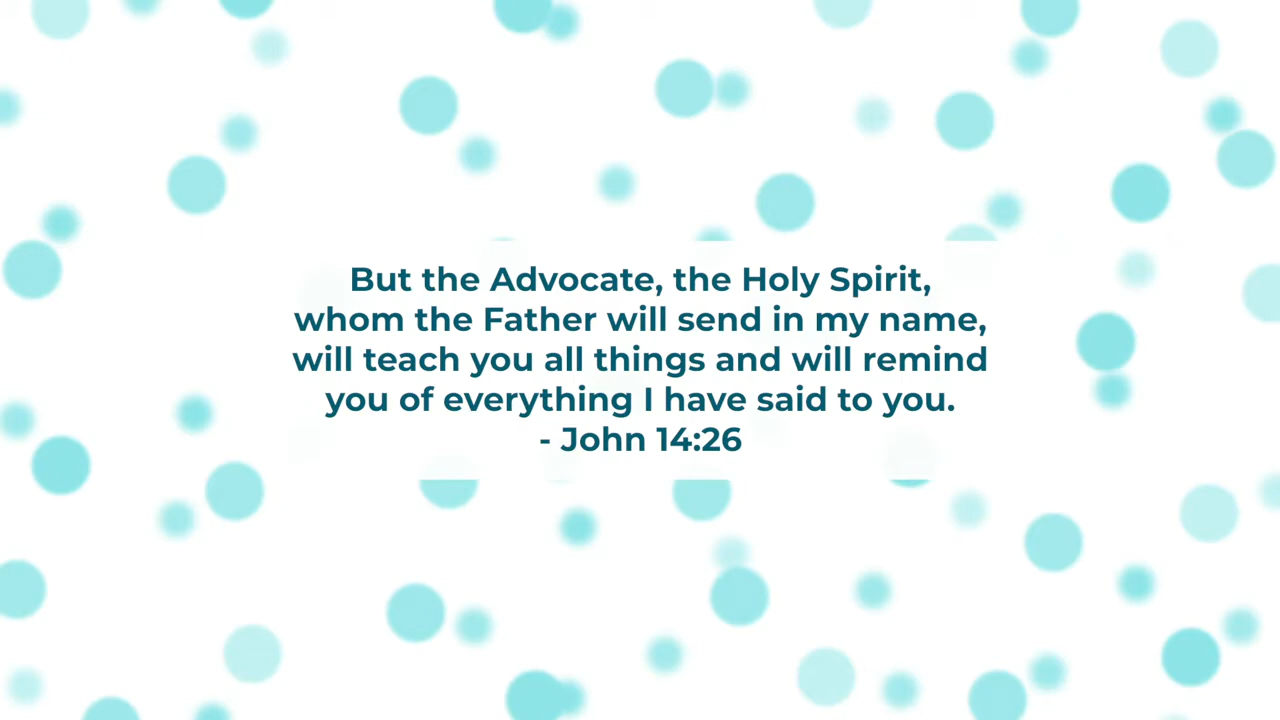 But the Advocate, the Holy Spirit,
whom the Father will send in my name,
will teach you all things and will remind
you of everything I have said to you.
- John 14:26